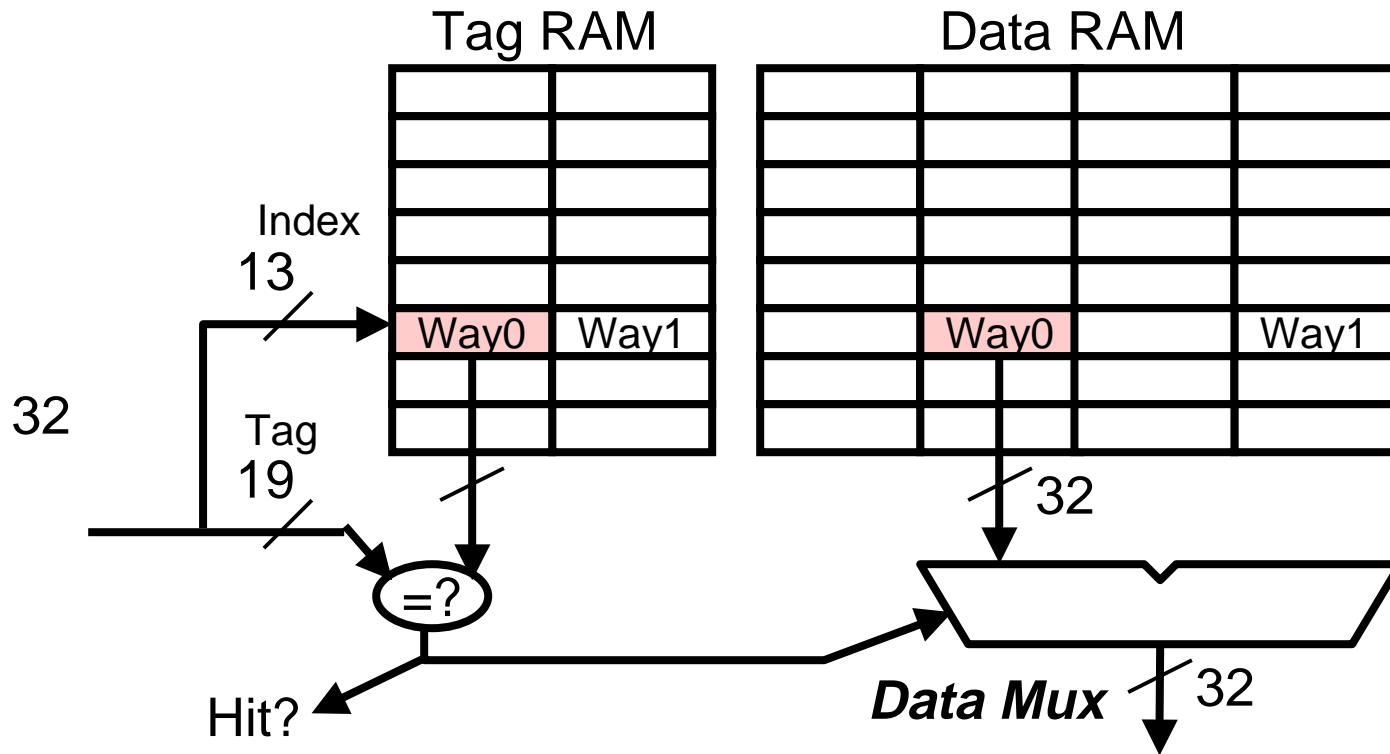 Tag RAM
Data RAM
Index
13
Way0
Way1
Way0
Way1
32
Tag
19
32
=?
Hit?
Data Mux
32